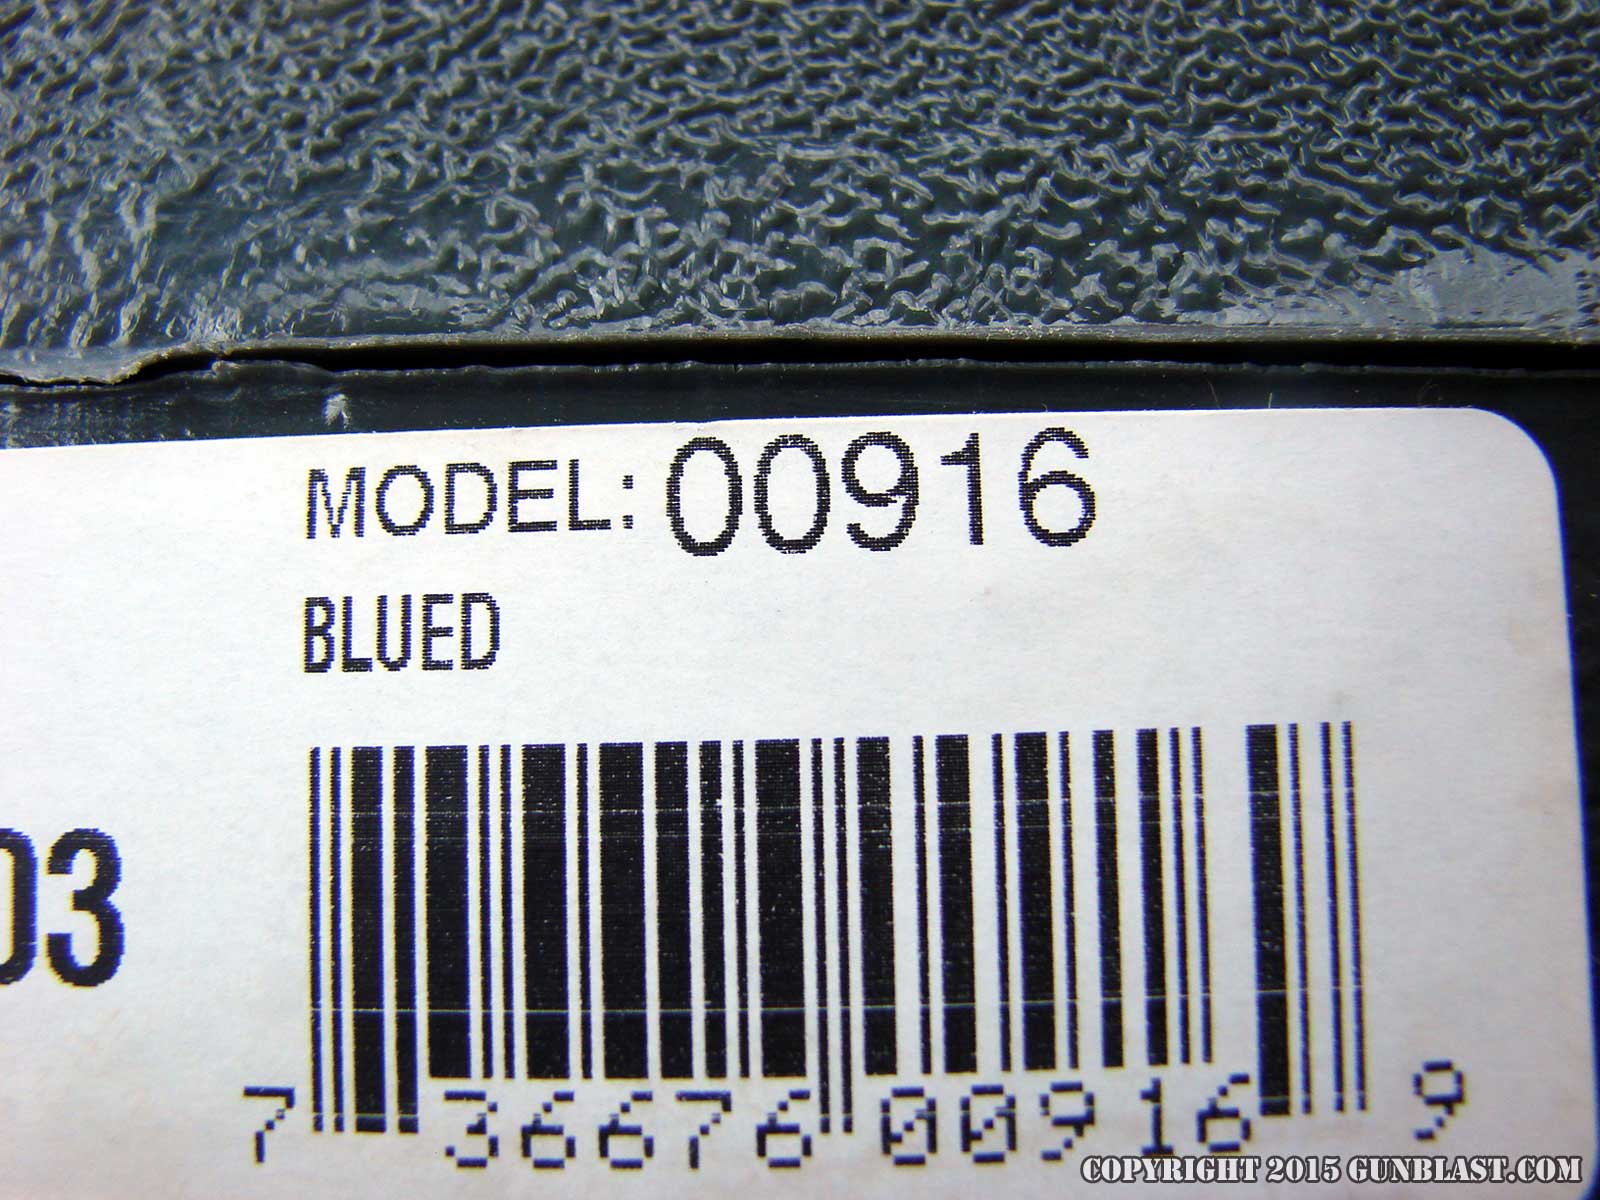 MODEL: 00916
BLUED
03
7 36676 00916 9
COPYRIGHT 2015 GUNBLAST.COM